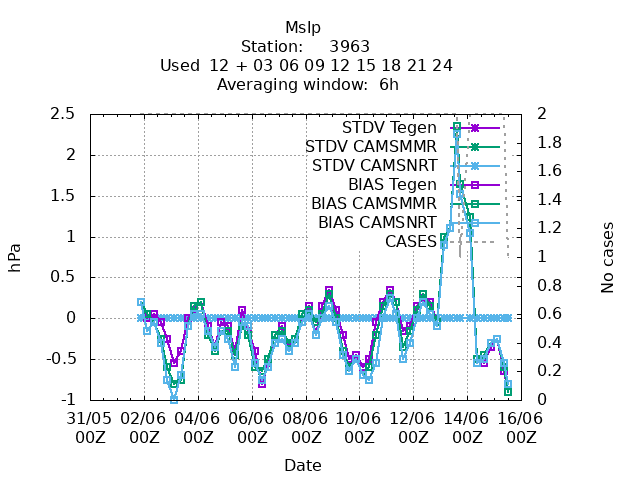 Mslp
Station: 3963
Used 12 + 03 06 09 12 15 18 21 24
Averaging window: 6h
2.5
2
1.5
1
0.5
0
-0.5
-1
hPa
2
1.8
1.6
1.4
1.2
1
0.8
0.6
0.4
0.2
0
No cases
STDV Tegen
STDV CAMSMMR
STDV CAMSNRT
BIAS Tegen
BIAS CAMSMMR
BIAS CAMSNRT
CASES
31/05 02/06 04/06 06/06 08/06 10/06 12/06 14/06 16/06
00Z 00Z 00Z 00Z 00Z 00Z 00Z 00Z 00Z
Date